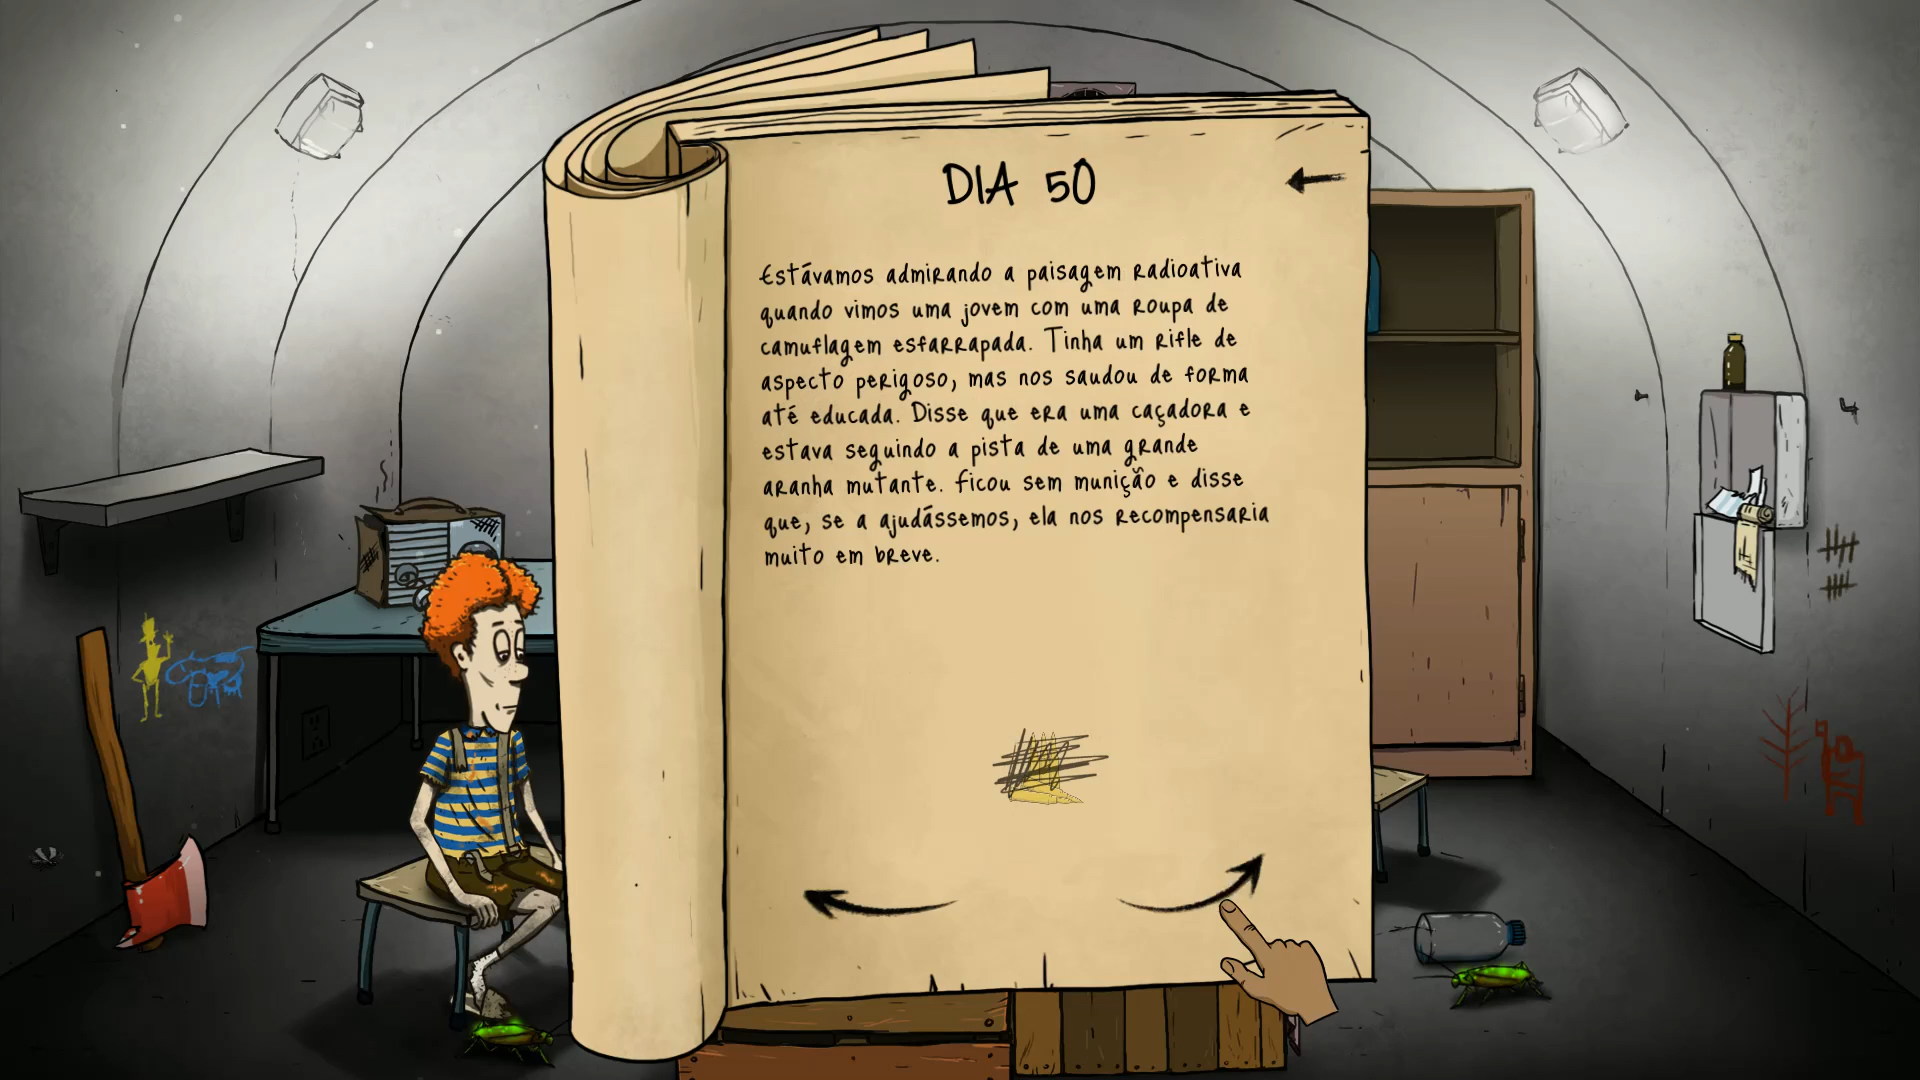 DIA 50
Estávamos admirando a paisagem radioativa
quando vimos uma jovem com uma roupa de
camuflagem esfarrapada. Tinha um rifle de
aspecto perigoso, mas nos saudou de forma
até educada. Disse que era uma caçadora e
estava seguindo a pista de uma grande
aranha mutante. Ficou sem munição e disse
que, se a ajudássemos, ela nos recompensaria
muito em breve.